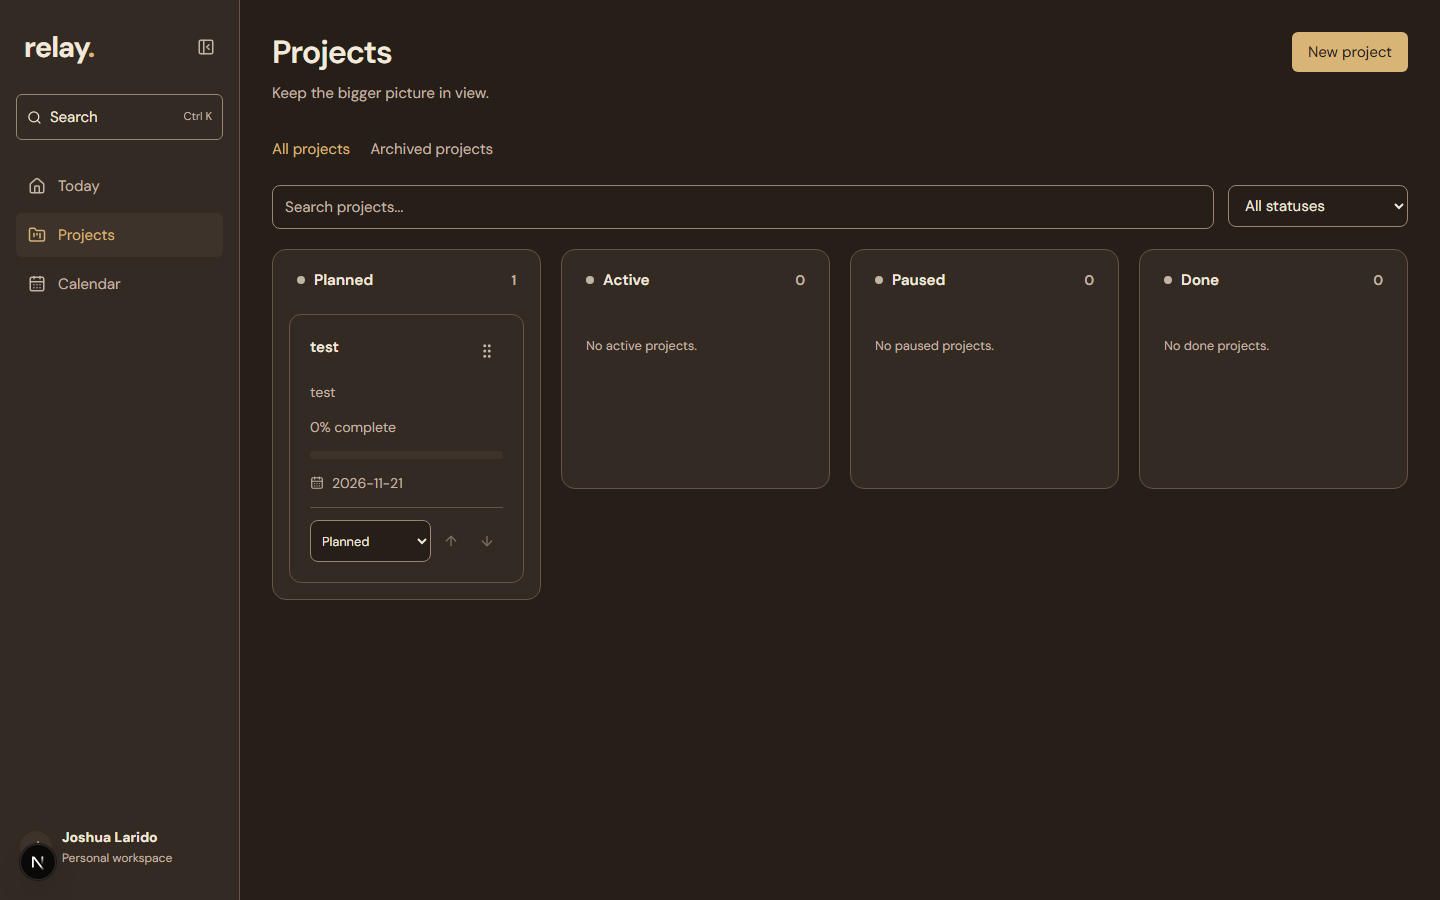 relay.
Search Ctrl K
Today
Projects
Calendar
Joshua Larido
Personal workspace
N
Projects
New project
Keep the bigger picture in view.
All projects Archived projects
Search projects...
All statuses
Planned 1
test
test
0% complete
2026-11-21
Planned
Active 0
No active projects.
Paused 0
No paused projects.
Done 0
No done projects.